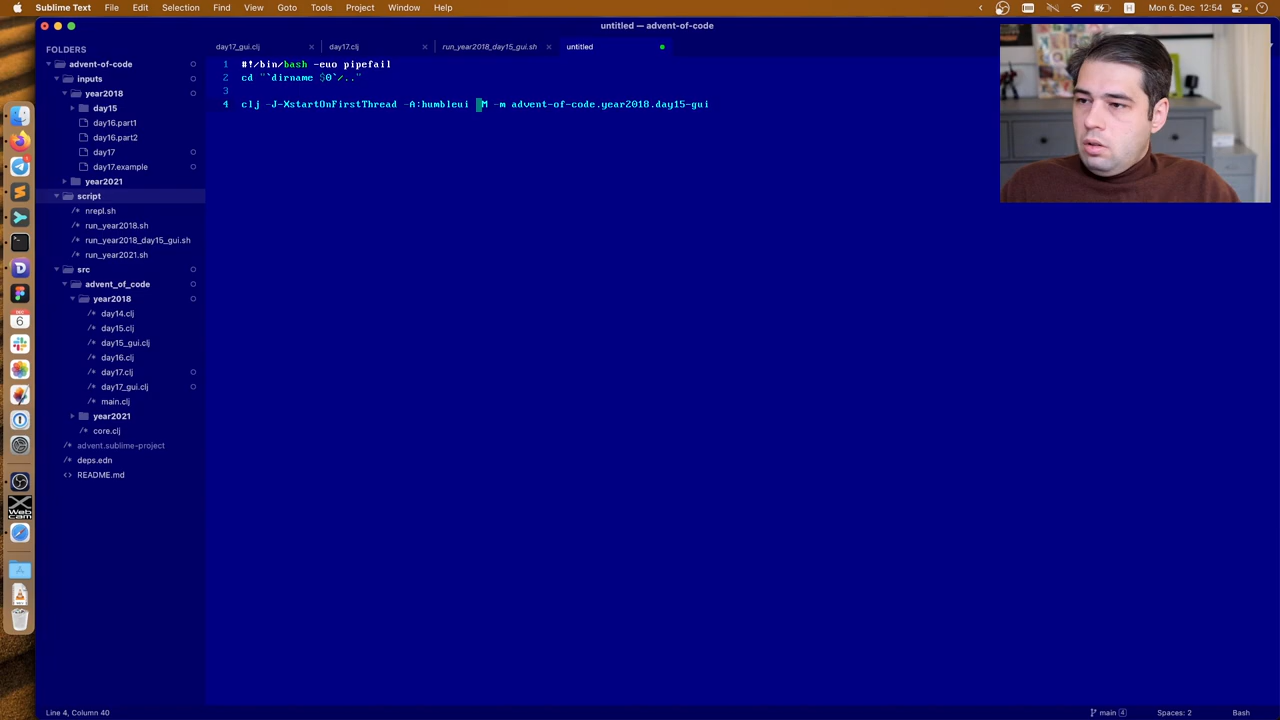 Sublime Text File Edit Selection Find View Goto Tools Project Window Help
Mon 6. Dec 12:54
untitled — advent-of-code
FOLDERS
advent-of-code
inputs
year2018
day15
day16.part1
day16.part2
day17
day17.example
year2021
script
/* nrepl.sh
/* run_year2018.sh
/* run_year2018_day15_gui.sh
/* run_year2021.sh
src
advent_of_code
year2018
/* day14.clj
/* day15.clj
/* day15_gui.clj
/* day16.clj
/* day17.clj
/* day17_gui.clj
/* main.clj
year2021
/* core.clj
/* advent.sublime-project
/* deps.edn
<> README.md
day17_gui.clj
day17.clj
run_year2018_day15_gui.sh
untitled
1 #!/bin/bash -euo pipefail
2 cd "`dirname $0`/.."
3
4 clj -J-XstartOnFirstThread -A:humbleui -M -m advent-of-code.year2018.day15-gui
DEC
6
Webcam
Line 4, Column 40
main 4
Spaces: 2
Bash